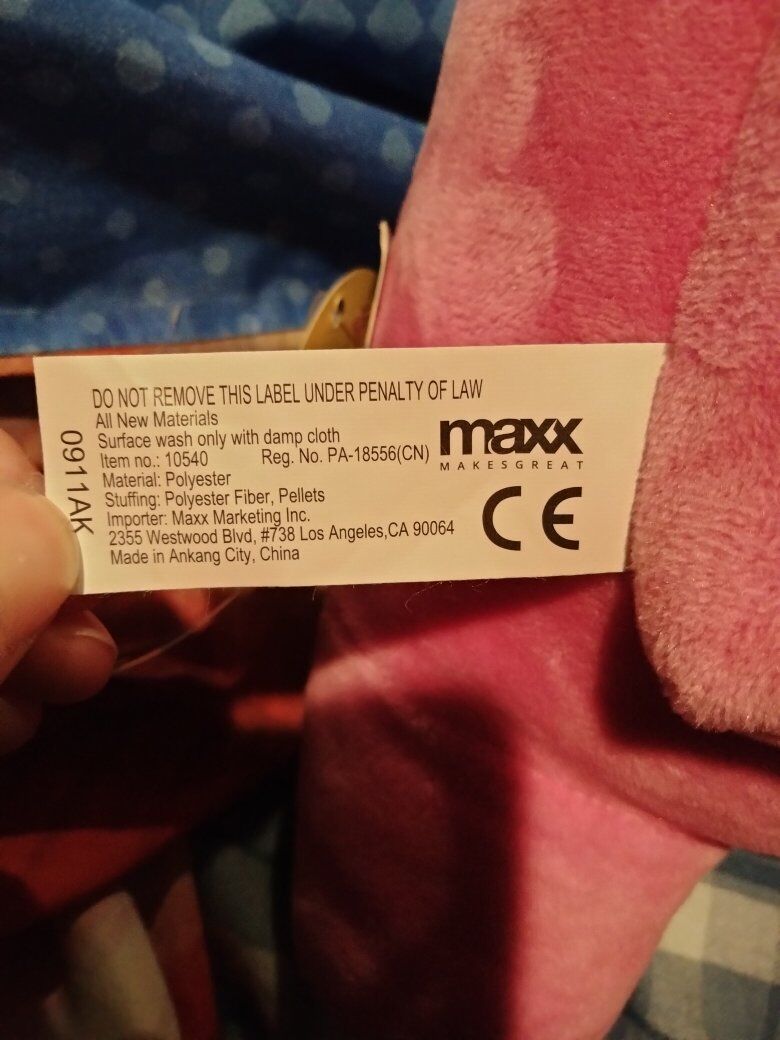 DO NOT REMOVE THIS LABEL UNDER PENALTY OF LAW
All New Materials
Surface wash only with damp cloth
Item no.: 10540 Reg. No. PA-18556(CN)
Material: Polyester
Stuffing: Polyester Fiber, Pellets
Importer: Maxx Marketing Inc.
2355 Westwood Blvd, #738 Los Angeles,CA 90064
Made in Ankang City, China
0911AK
maxx
MAKESGREAT
CE